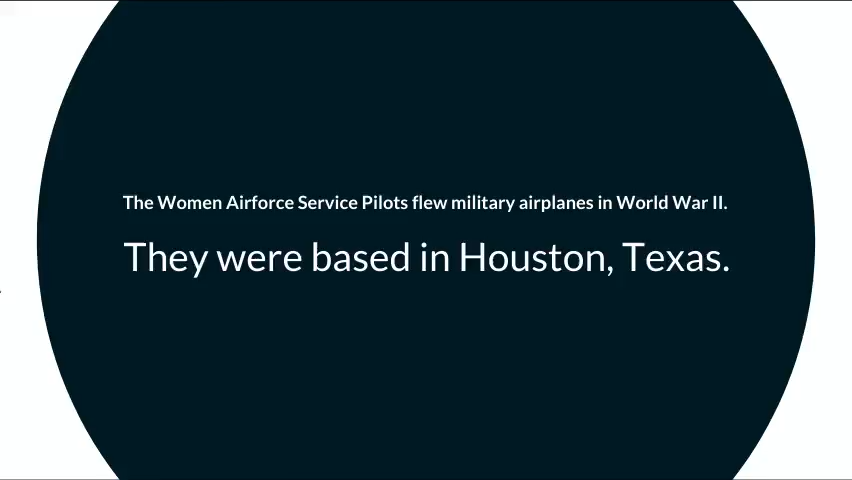 The Women Airforce Service Pilots flew military airplanes in World War II.
They were based in Houston, Texas.